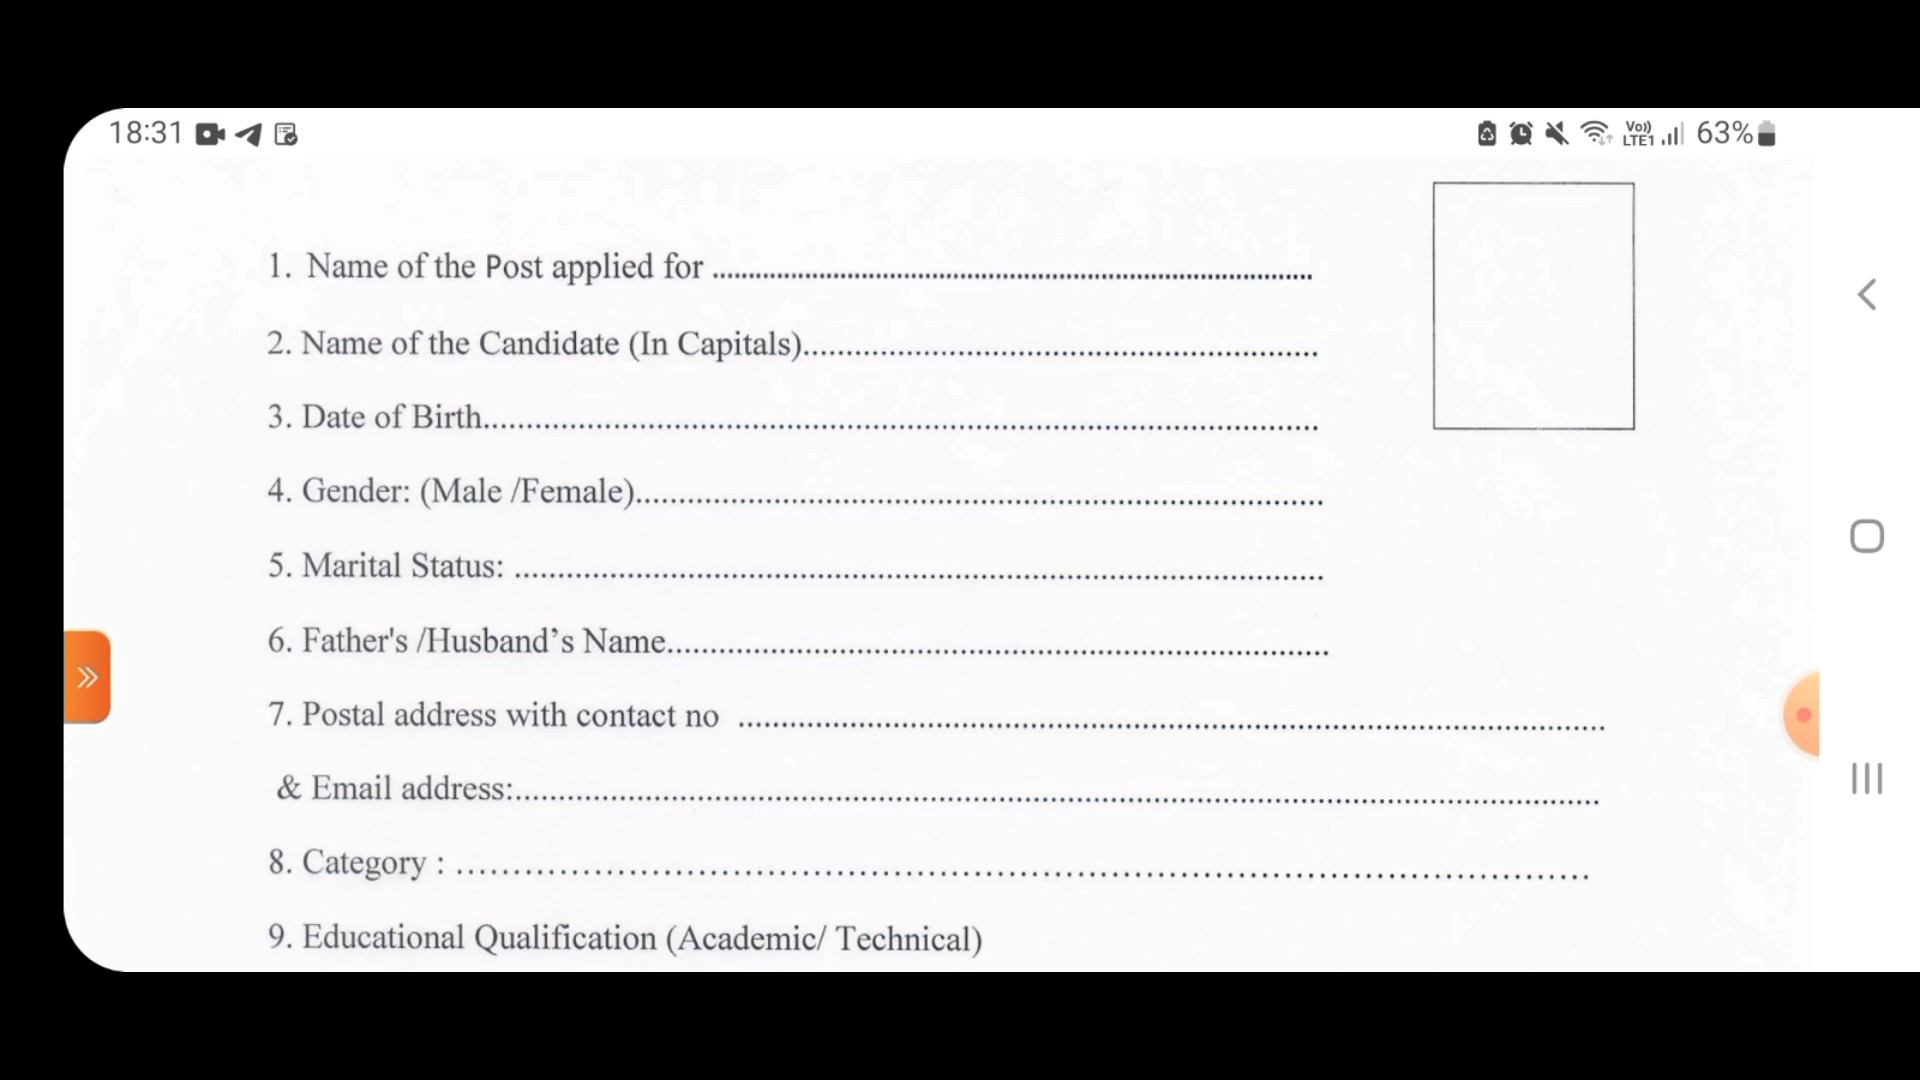 18:31
Vo)) LTE1 63%
1. Name of the Post applied for ........................................................................
2. Name of the Candidate (In Capitals)............................................................
3. Date of Birth.................................................................................................
4. Gender: (Male /Female)................................................................................
5. Marital Status: ..............................................................................................
6. Father's /Husband’s Name............................................................................
7. Postal address with contact no .....................................................................................................
& Email address:..............................................................................................................................
8. Category : ..........................................................................................
9. Educational Qualification (Academic/ Technical)